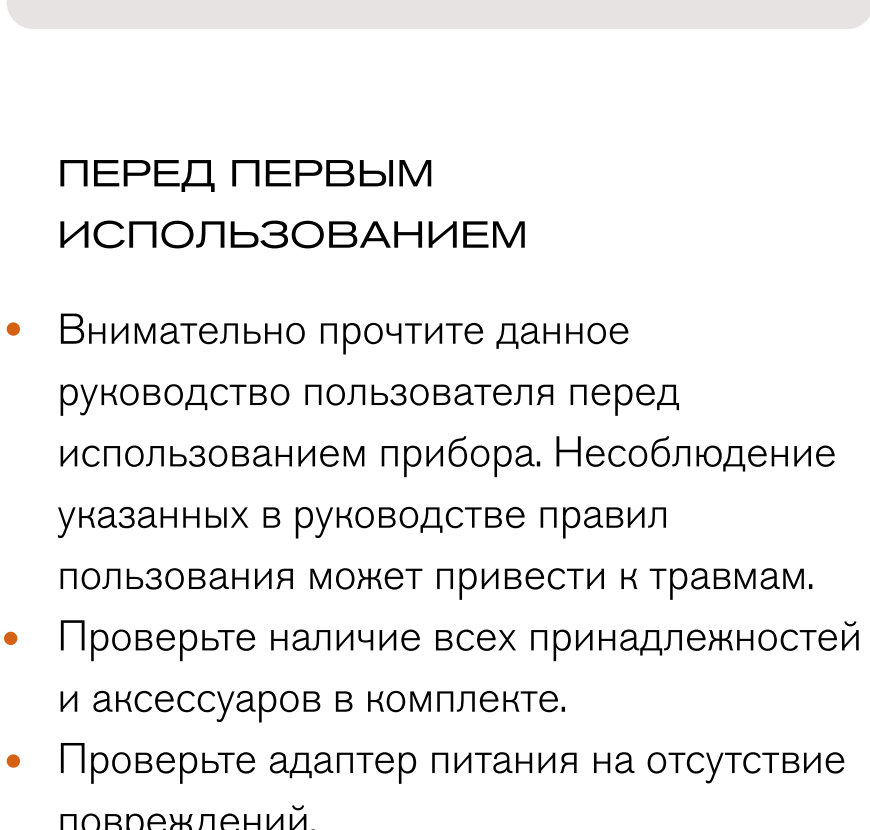 ПЕРЕД ПЕРВЫМ
ИСПОЛЬЗОВАНИЕМ
• Внимательно прочтите данное
руководство пользователя перед
использованием прибора. Несоблюдение
указанных в руководстве правил
пользования может привести к травмам.
• Проверьте наличие всех принадлежностей
и аксессуаров в комплекте.
• Проверьте адаптер питания на отсутствие
повреждений.